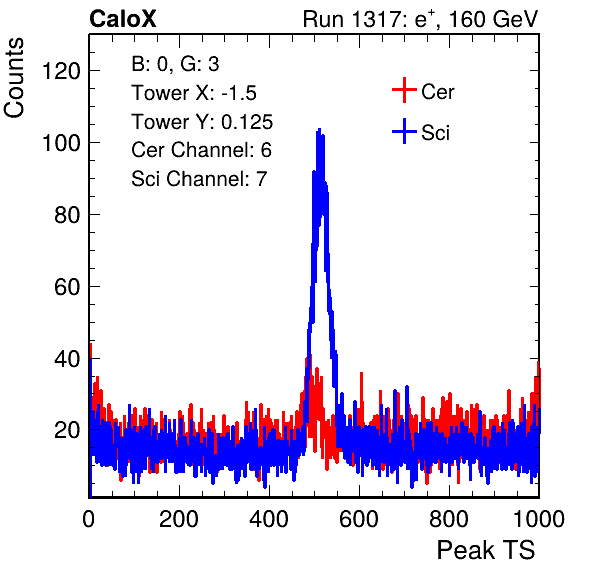 CaloX Run 1317: e+, 160 GeV
Counts
B: 0, G: 3
Tower X: -1.5
Tower Y: 0.125
Cer Channel: 6
Sci Channel: 7
Cer
Sci
120
100
80
60
40
20
0 200 400 600 800 1000
Peak TS